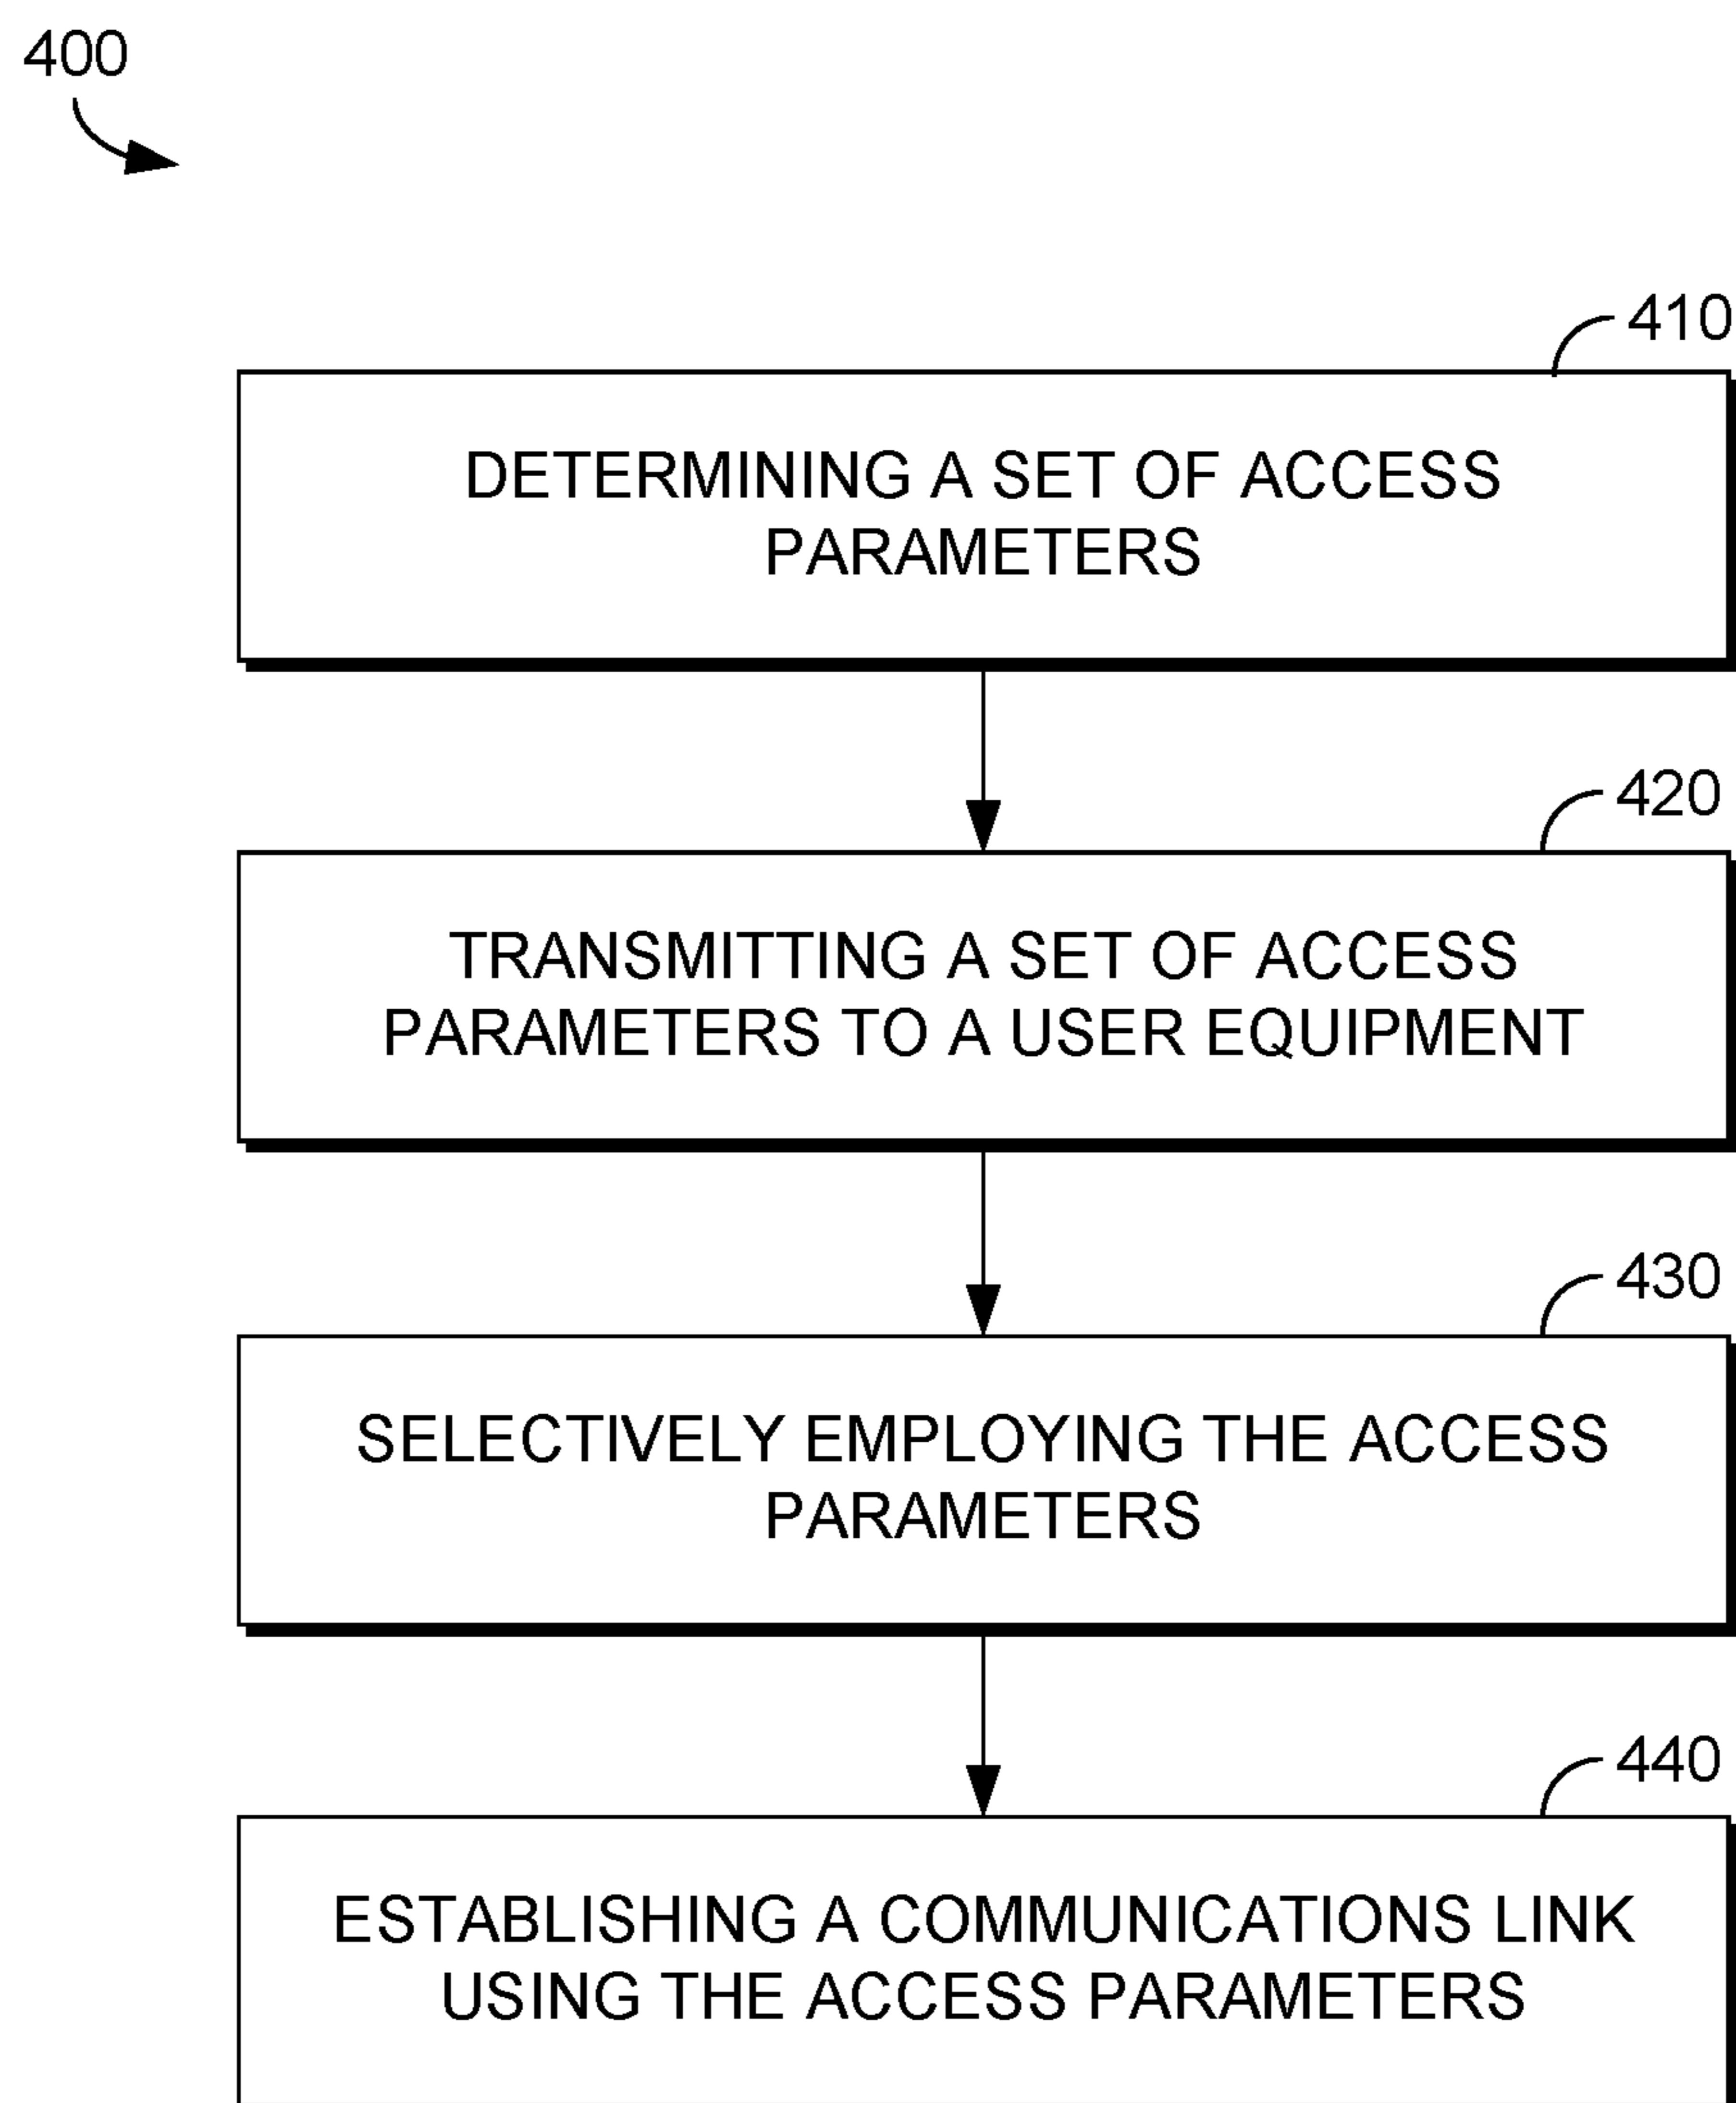 400
410
DETERMINING A SET OF ACCESS
PARAMETERS
420
TRANSMITTING A SET OF ACCESS
PARAMETERS TO A USER EQUIPMENT
430
SELECTIVELY EMPLOYING THE ACCESS
PARAMETERS
440
ESTABLISHING A COMMUNICATIONS LINK
USING THE ACCESS PARAMETERS